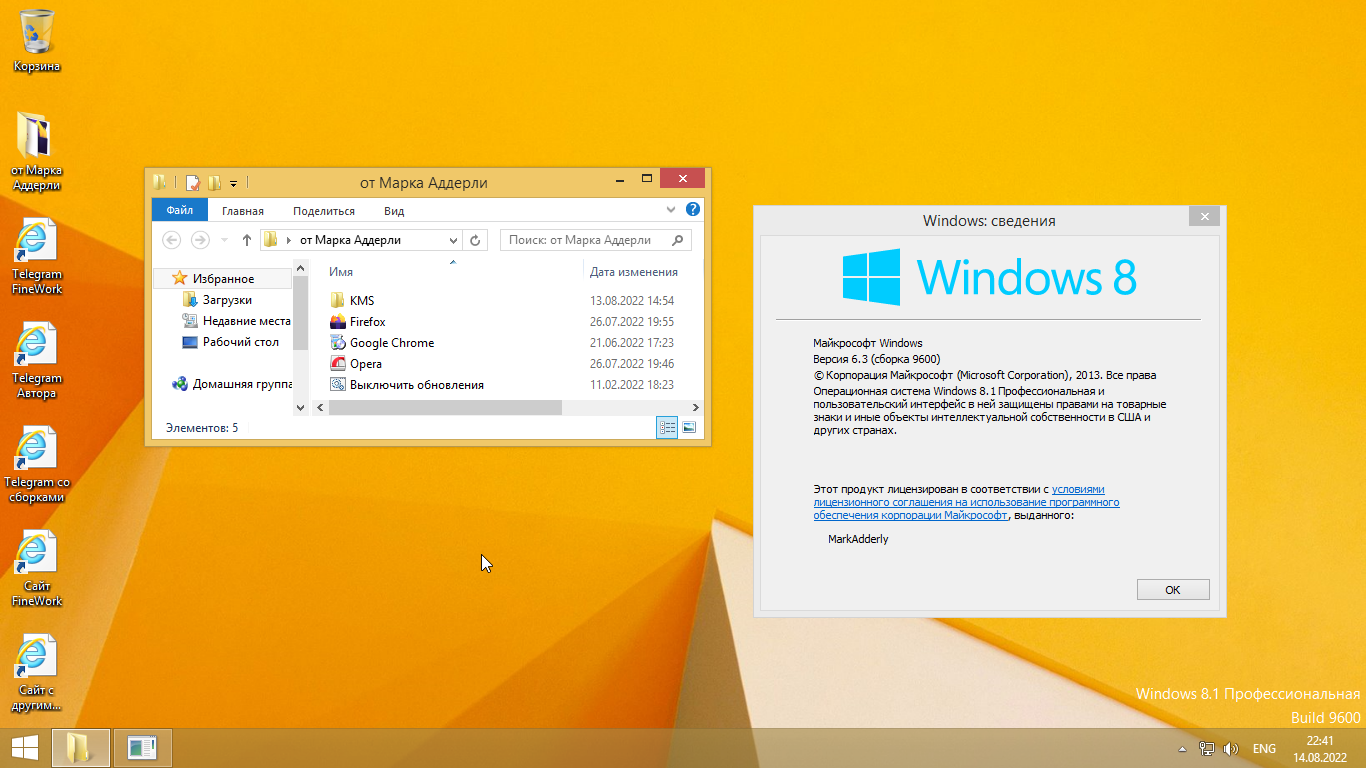 Корзина
от Марка
Аддерли
Telegram
FineWork
Telegram
Автора
Telegram со
сборками
Сайт
FineWork
Сайт с
другим...
от Марка Аддерли
Файл
Главная
Поделиться
Вид
от Марка Аддерли
Поиск: от Марка Аддерли
Избранное
Загрузки
Недавние места
Рабочий стол
Домашняя группа
Имя
Дата изменения
KMS
13.08.2022 14:54
Firefox
26.07.2022 19:55
Google Chrome
21.06.2022 17:23
Opera
26.07.2022 19:46
Выключить обновления
11.02.2022 18:23
Элементов: 5
Windows: сведения
Windows 8
Майкрософт Windows
Версия 6.3 (сборка 9600)
© Корпорация Майкрософт (Microsoft Corporation), 2013. Все права
Операционная система Windows 8.1 Профессиональная и
пользовательский интерфейс в ней защищены правами на товарные
знаки и иные объекты интеллектуальной собственности в США и
других странах.
Этот продукт лицензирован в соответствии с условиями
лицензионного соглашения на использование программного
обеспечения корпорации Майкрософт, выданного:
MarkAdderly
ОК
Windows 8.1 Профессиональная
Build 9600
ENG
22:41
14.08.2022